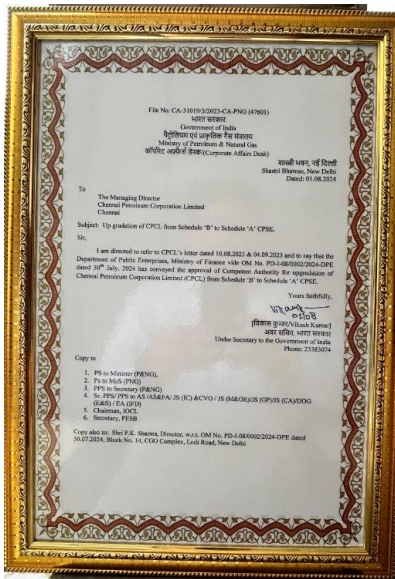 File No: CA-31019/3/2023-CA-PNG (47601)
भारत सरकार
Government of India
पेट्रोलियम एवं प्राकृतिक गैस मंत्रालय
Ministry of Petroleum & Natural Gas
कॉर्पोरेट अफ़ेयर्स डेस्क/(Corporate Affairs Desk)
शास्त्री भवन, नई दिल्ली
Shastri Bhawan, New Delhi
Dated: 01.08.2024
To
The Managing Director
Chennai Petroleum Corporation Limited
Chennai
Subject: Up gradation of CPCL from Schedule 'B' to Schedule 'A' CPSE.
Sir,
I am directed to refer to CPCL's letter dated 10.08.2023 & 04.09.2023 and to say that the
Department of Public Enterprises, Ministry of Finance vide OM No. PD-I-08/0002/2024-DPE
dated 30th July, 2024 has conveyed the approval of Competent Authority for upgradation of
Chennai Petroleum Corporation Limited (CPCL) from Schedule 'B' to Schedule 'A' CPSE.
Yours faithfully,
[विकास कुमार/Vikash Kumar]
अवर सचिव, भारत सरकार
Under Secretary to the Government of India
Phone: 23383074
Copy to
1. PS to Minister (P&NG),
2. Ps to MoS (PNG)
3. PPS to Secretary (P&NG)
4. Sr. PPS/ PPS to AS /AS&FA/ JS (IC) &CVO / JS (M&OR)/JS (GP)/JS (CA)/DDG
(E&S) / EA (IFD)
5. Chairman, IOCL
6. Secretary, PESB
Copy also to: Shri P.K. Sharma, Director, w.r.t. OM No. PD-I-08/0002/2024-DPE dated
30.07.2024, Block No. 14, CGO Complex, Lodi Road, New Delhi